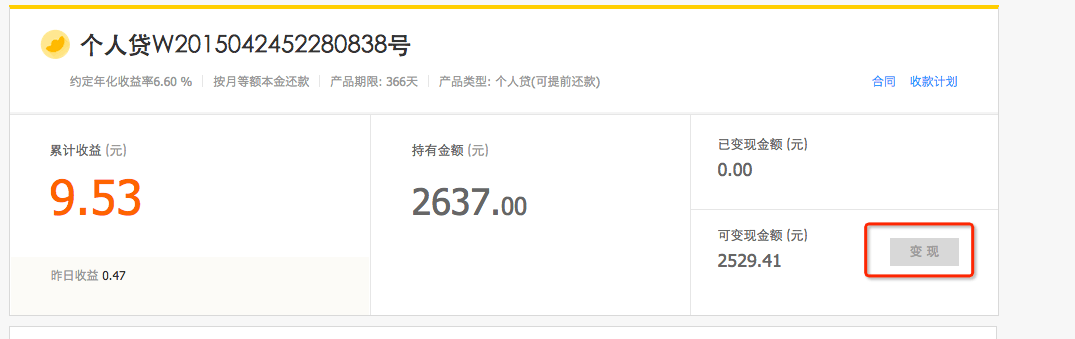 个人贷W2015042452280838号
约定年化收益率6.60 % 按月等额本金还款 产品期限: 366天 产品类型: 个人贷(可提前还款) 合同 收款计划
累计收益 (元)
9.53
昨日收益 0.47
持有金额 (元)
2637.00
已变现金额 (元)
0.00
可变现金额 (元)
2529.41
变 现